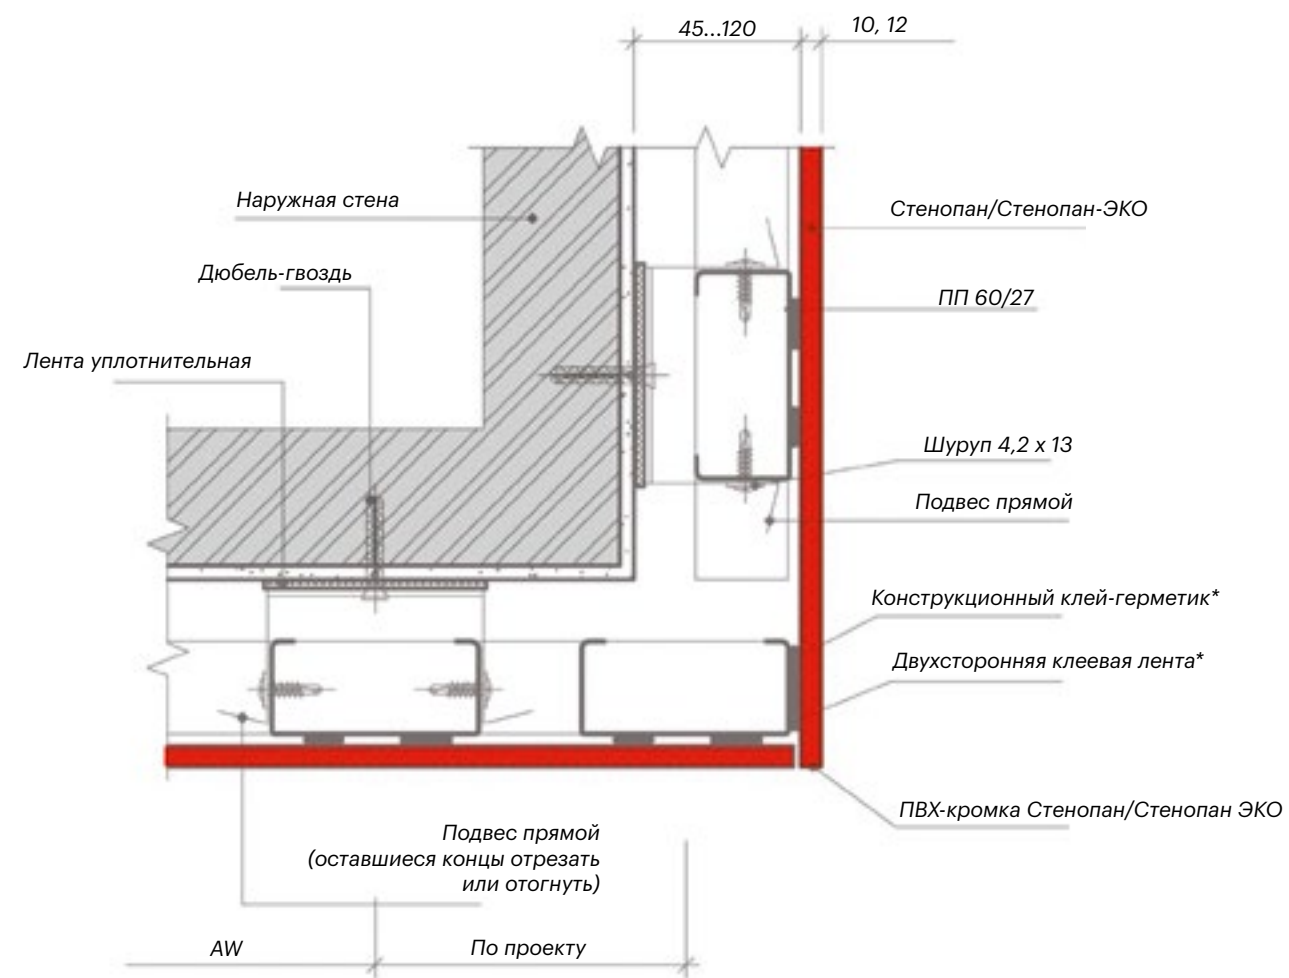 45...120
10, 12
Наружная стена
Стенопан/Стенопан-ЭКО
Дюбель-гвоздь
ПП 60/27
Лента уплотнительная
Шуруп 4,2 x 13
Подвес прямой
Конструкционный клей-герметик*
Двухсторонняя клеевая лента*
ПВХ-кромка Стенопан/Стенопан ЭКО
Подвес прямой
(оставшиеся концы отрезать
или отогнуть)
AW
По проекту